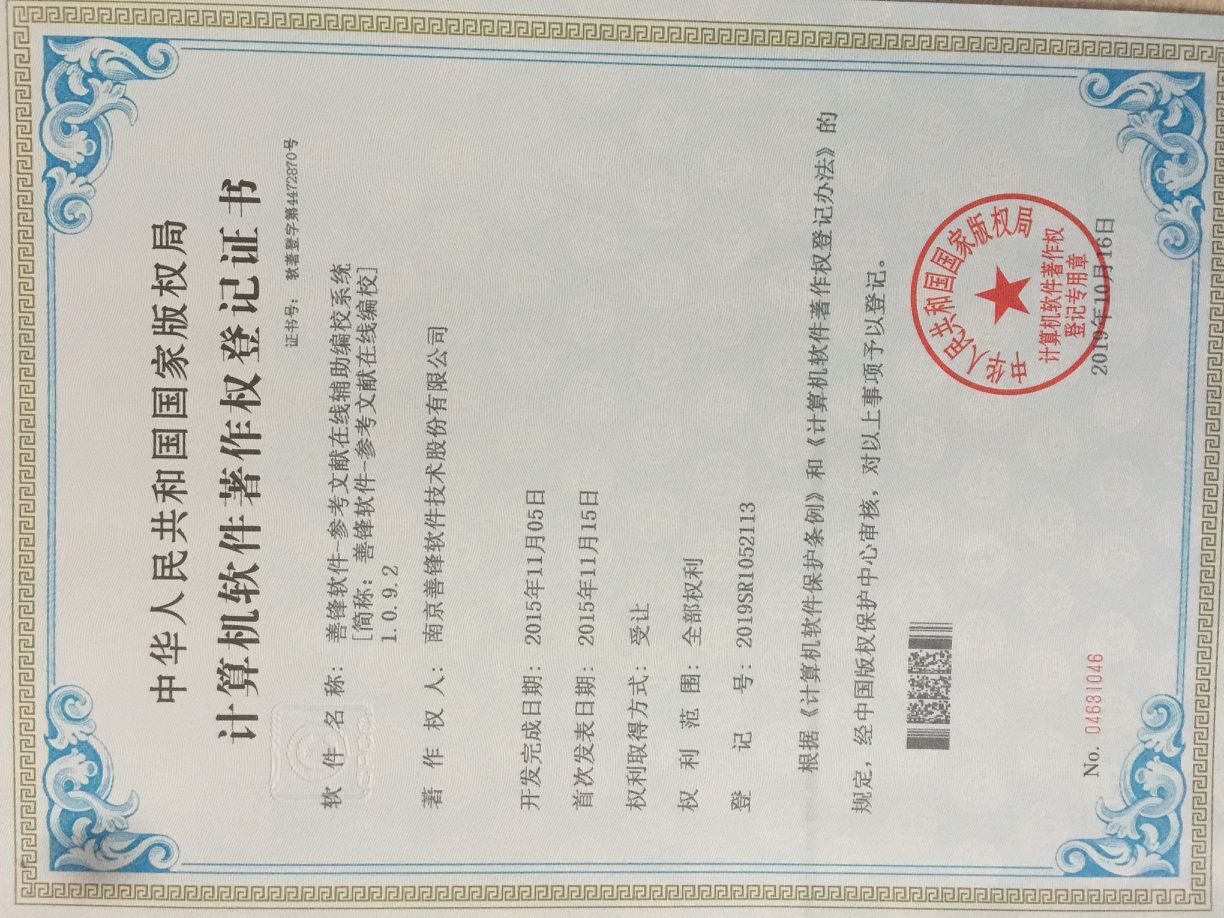 中华人民共和国国家版权局
计算机软件著作权登记证书
证书号: 软著登字第4472870号
软件名称: 善锋软件-参考文献在线辅助编校系统
[简称: 善锋软件-参考文献在线编校]
1.0.9.2
著作权人: 南京善锋软件技术股份有限公司
开发完成日期: 2015年11月05日
首次发表日期: 2015年11月15日
权利取得方式: 受让
权利范围: 全部权利
登记号: 2019SR1052113
根据《计算机软件保护条例》和《计算机软件著作权登记办法》的
规定, 经中国版权保护中心审核, 对以上事项予以登记。
中华人民共和国国家版权局
计算机软件著作权
登记专用章
2019年10月16日
No. 04681046